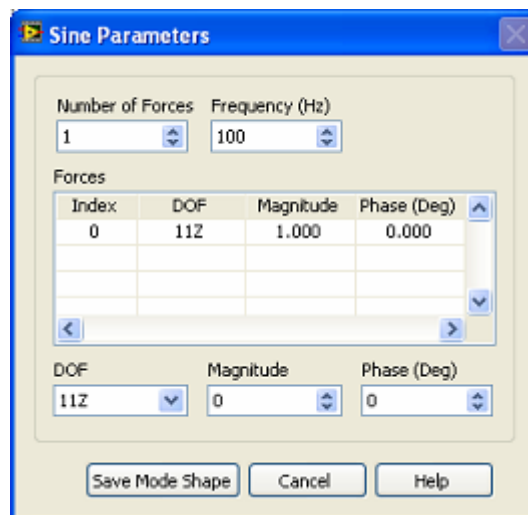 Sine Parameters
Number of Forces Frequency (Hz)
1 100
Forces
Index DOF Magnitude Phase (Deg)
0 11Z 1.000 0.000
DOF Magnitude Phase (Deg)
11Z 0 0
Save Mode Shape Cancel Help